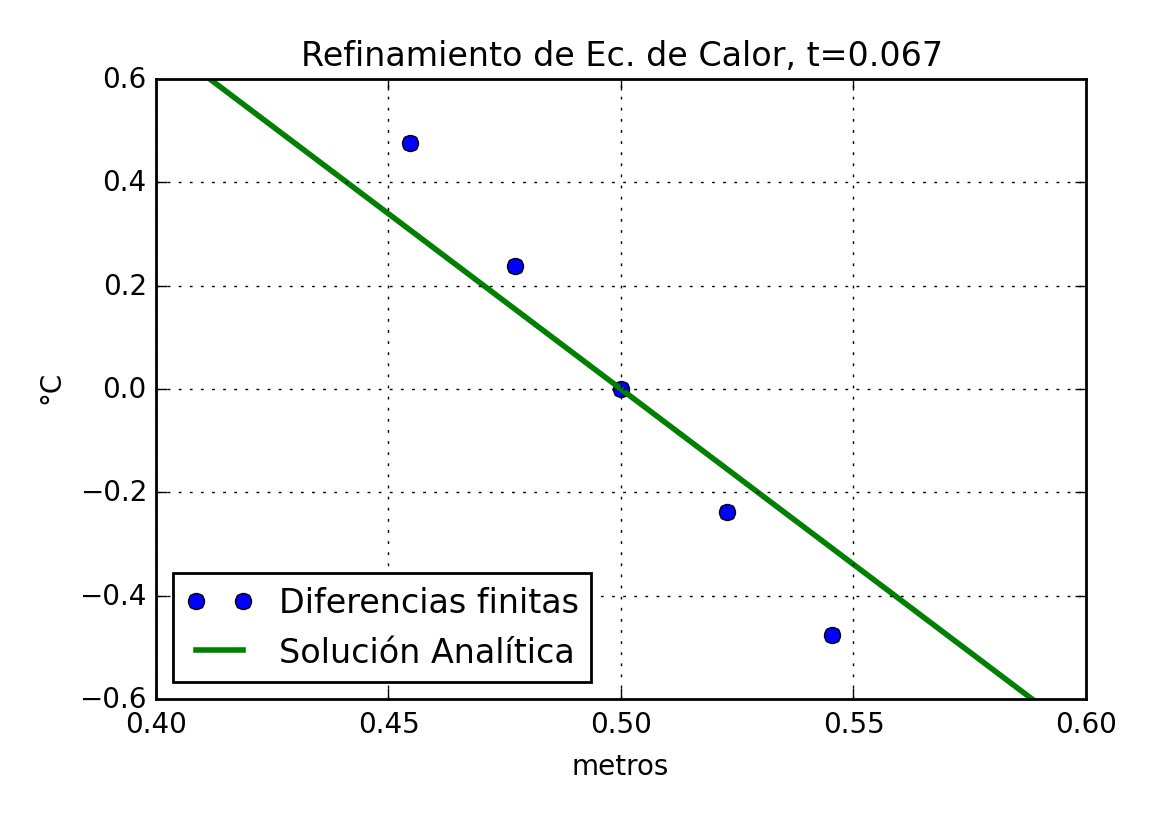 Refinamiento de Ec. de Calor, t=0.067
0.6
0.4
0.2
0.0
−0.2
−0.4
−0.6
°C
Diferencias finitas
Solución Analítica
0.40 0.45 0.50 0.55 0.60
metros